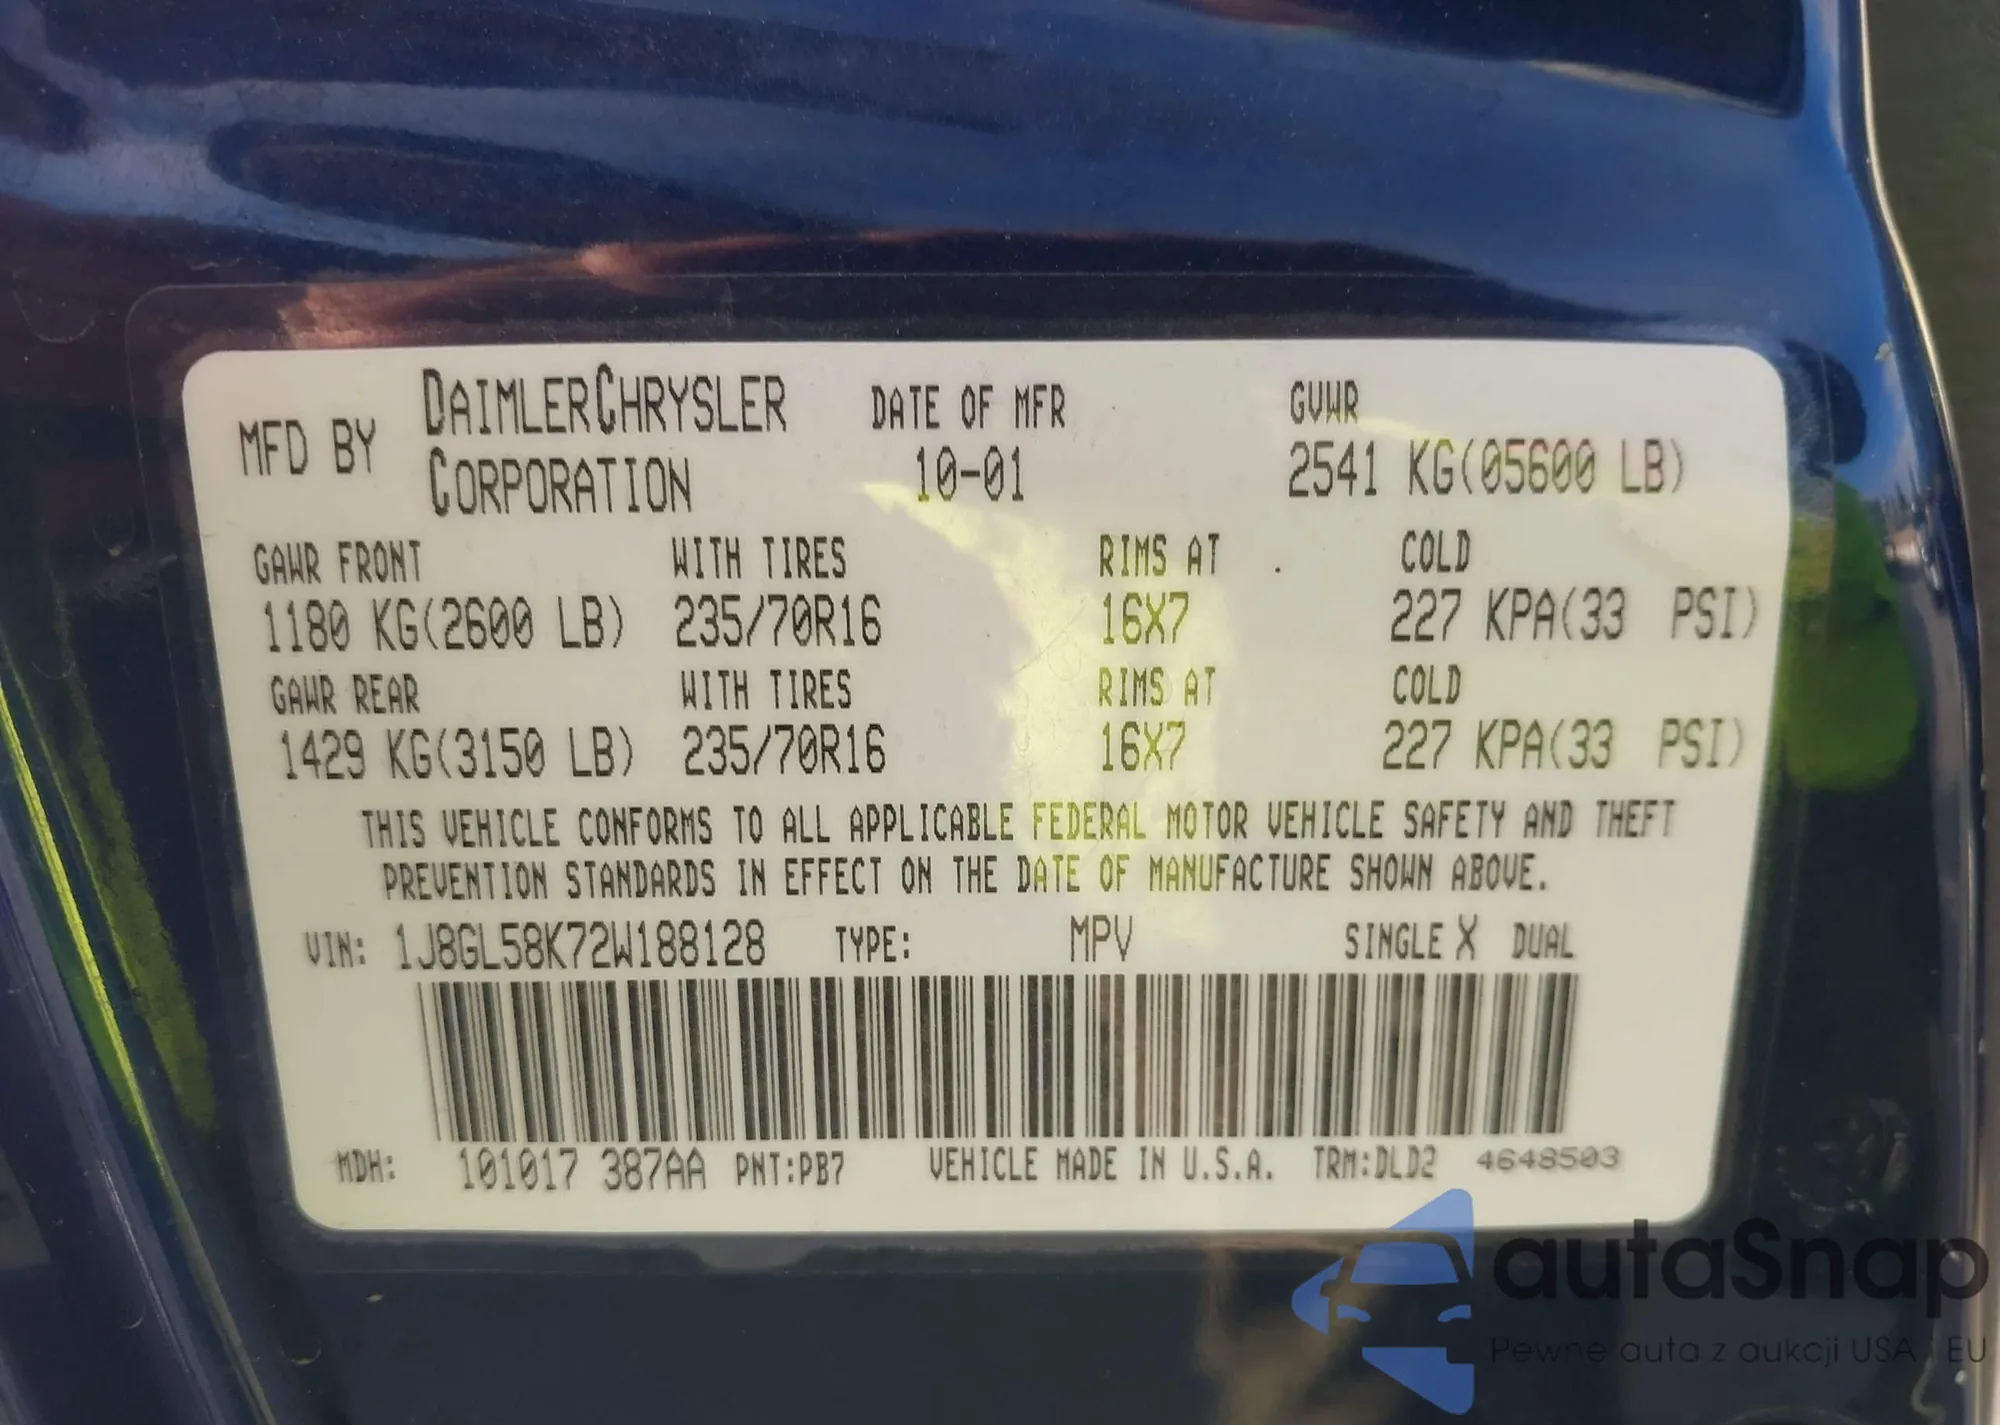 MFD BY DAIMLERCHRYSLER CORPORATION DATE OF MFR 10-01 GVWR 2541 KG(05600 LB)
GAWR FRONT WITH TIRES RIMS AT COLD
1180 KG(2600 LB) 235/70R16 16X7 227 KPA(33 PSI)
GAWR REAR WITH TIRES RIMS AT COLD
1429 KG(3150 LB) 235/70R16 16X7 227 KPA(33 PSI)
THIS VEHICLE CONFORMS TO ALL APPLICABLE FEDERAL MOTOR VEHICLE SAFETY AND THEFT
PREVENTION STANDARDS IN EFFECT ON THE DATE OF MANUFACTURE SHOWN ABOVE.
VIN: 1J8GL58K72W188128 TYPE: MPV SINGLE X DUAL
MDH: 101017 387AA PNT:PB7 VEHICLE MADE IN U.S.A. TRM:DLD2 4648503
autaSnap
Pewne auta z aukcji USA i EU